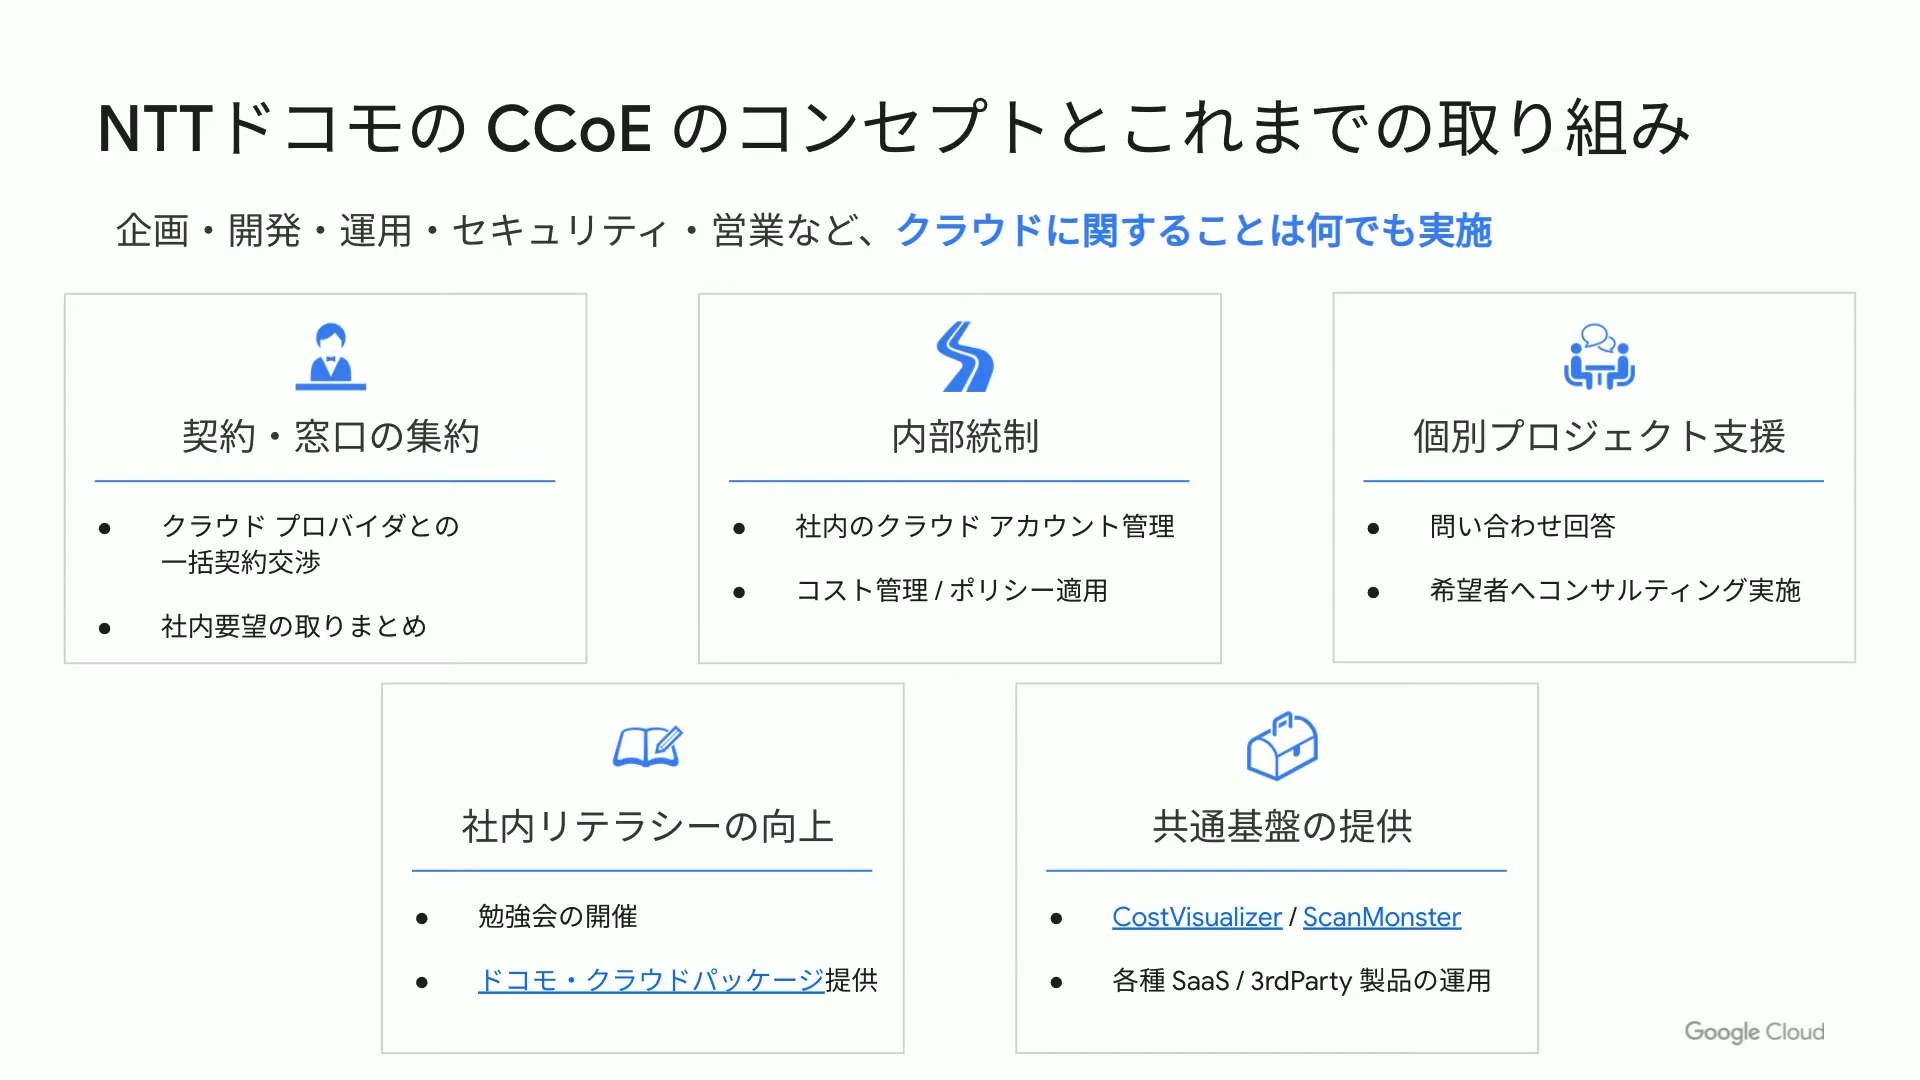 NTTドコモの CCoE のコンセプトとこれまでの取り組み
企画・開発・運用・セキュリティ・営業など、クラウドに関することは何でも実施
契約・窓口の集約
● クラウド プロバイダとの
一括契約交渉
● 社内要望の取りまとめ
内部統制
● 社内のクラウド アカウント管理
● コスト管理 / ポリシー適用
個別プロジェクト支援
● 問い合わせ回答
● 希望者へコンサルティング実施
社内リテラシーの向上
● 勉強会の開催
● ドコモ・クラウドパッケージ提供
共通基盤の提供
● CostVisualizer / ScanMonster
● 各種 SaaS / 3rdParty 製品の運用
Google Cloud